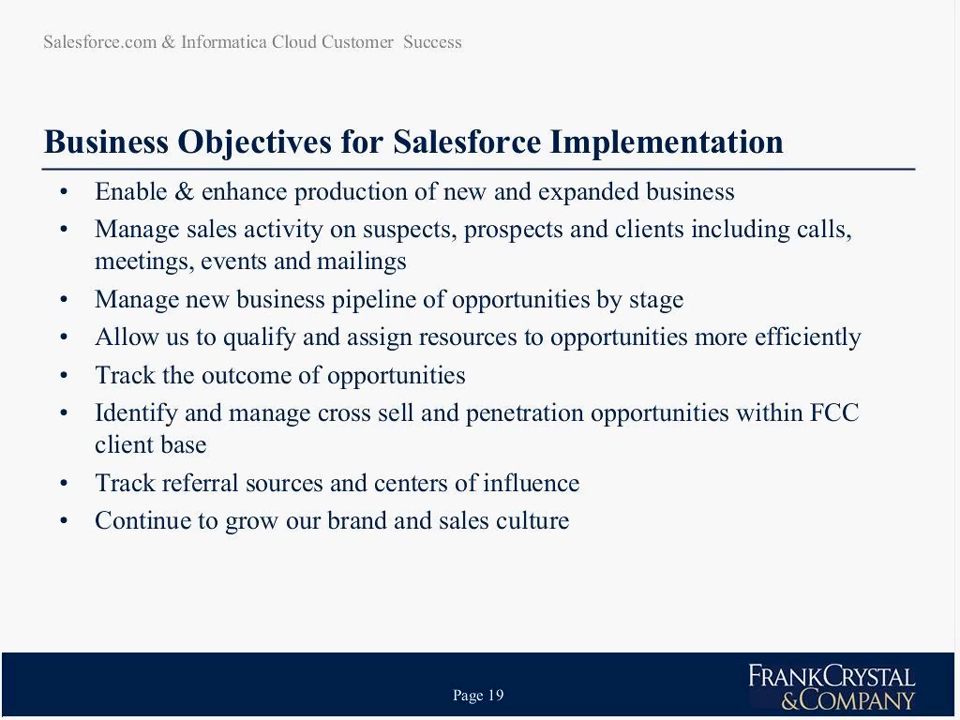 Salesforce.com & Informatica Cloud Customer Success
Business Objectives for Salesforce Implementation
• Enable & enhance production of new and expanded business
• Manage sales activity on suspects, prospects and clients including calls,
meetings, events and mailings
• Manage new business pipeline of opportunities by stage
• Allow us to qualify and assign resources to opportunities more efficiently
• Track the outcome of opportunities
• Identify and manage cross sell and penetration opportunities within FCC
client base
• Track referral sources and centers of influence
• Continue to grow our brand and sales culture
Page 19
FRANKCRYSTAL
&COMPANY